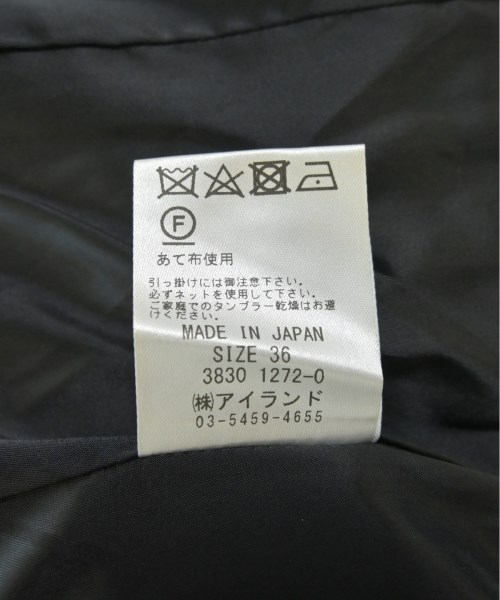 F
あて布使用
引っ掛けには御注意下さい。
必ずネットを使用して下さい。
ご家庭でのタンブラー乾燥はお避
けください。
MADE IN JAPAN
SIZE 36
3830 1272-0
㈱アイランド
03-5459-4655